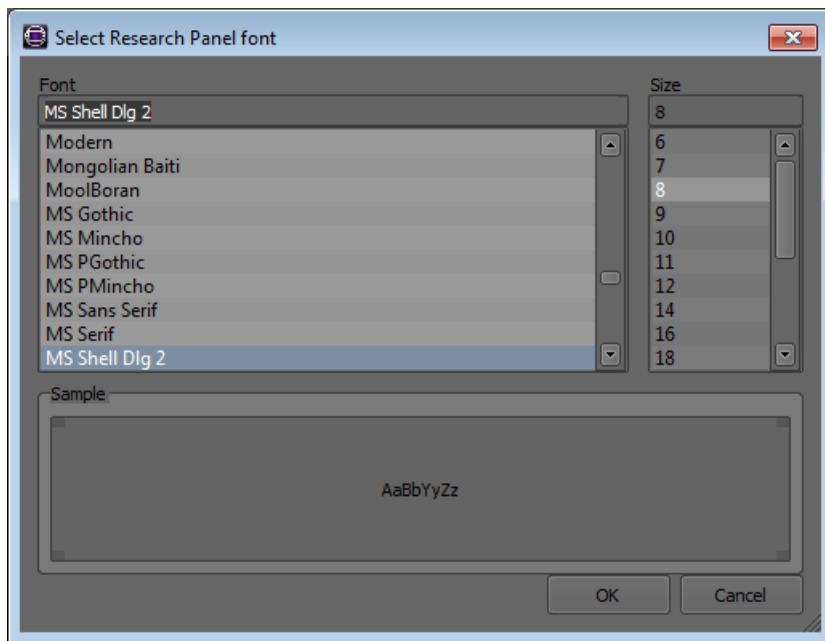 Select Research Panel font
Font
MS Shell Dlg 2
Modern
Mongolian Baiti
MoolBoran
MS Gothic
MS Mincho
MS PGothic
MS PMincho
MS Sans Serif
MS Serif
MS Shell Dlg 2
Size
8
6
7
8
9
10
11
12
14
16
18
Sample
AaBbYyZz
OK
Cancel